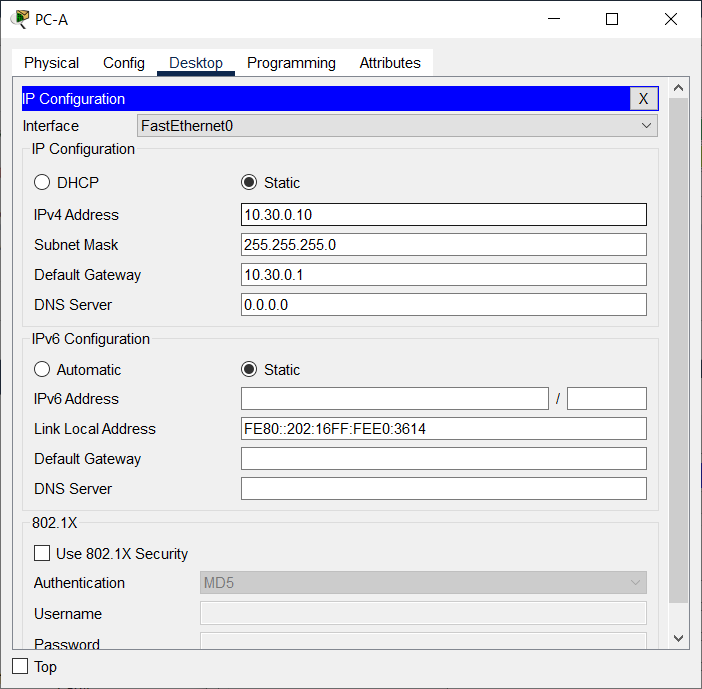 PC-A
Physical Config Desktop Programming Attributes
IP Configuration X
Interface FastEthernet0
IP Configuration
DHCP Static
IPv4 Address 10.30.0.10
Subnet Mask 255.255.255.0
Default Gateway 10.30.0.1
DNS Server 0.0.0.0
IPv6 Configuration
Automatic Static
IPv6 Address /
Link Local Address FE80::202:16FF:FEE0:3614
Default Gateway
DNS Server
802.1X
Use 802.1X Security
Authentication MD5
Username
Password
Top